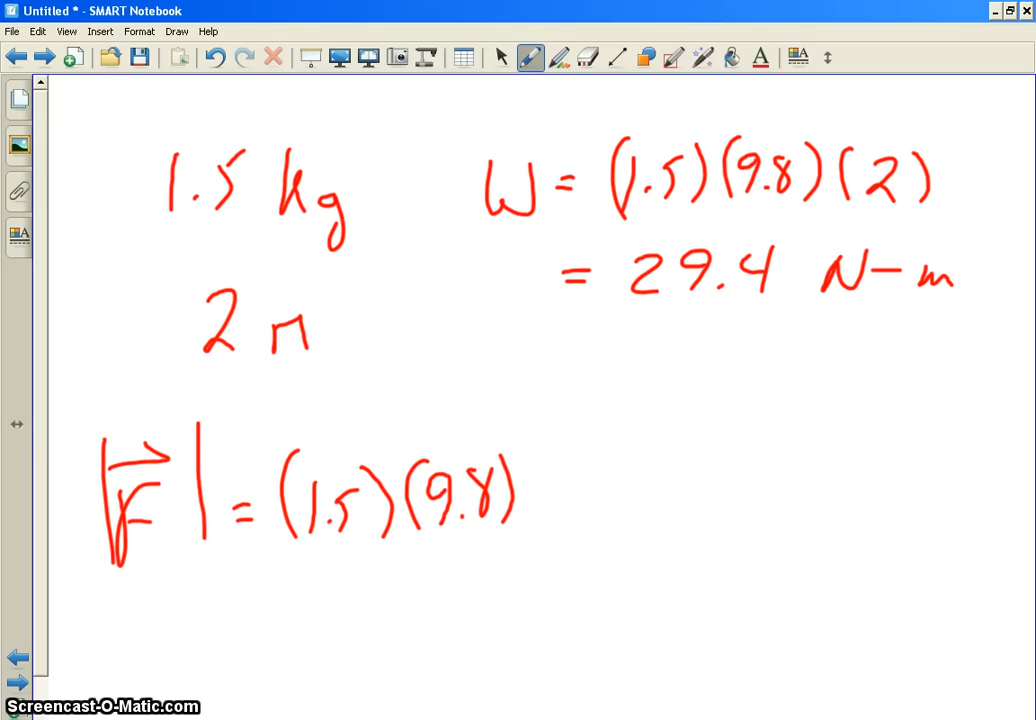 Untitled * - SMART Notebook
File Edit View Insert Format Draw Help
1.5 kg
W = (1.5)(9.8)(2)
= 29.4 N-m
2 m
|F⃗| = (1.5)(9.8)
Screencast-O-Matic.com